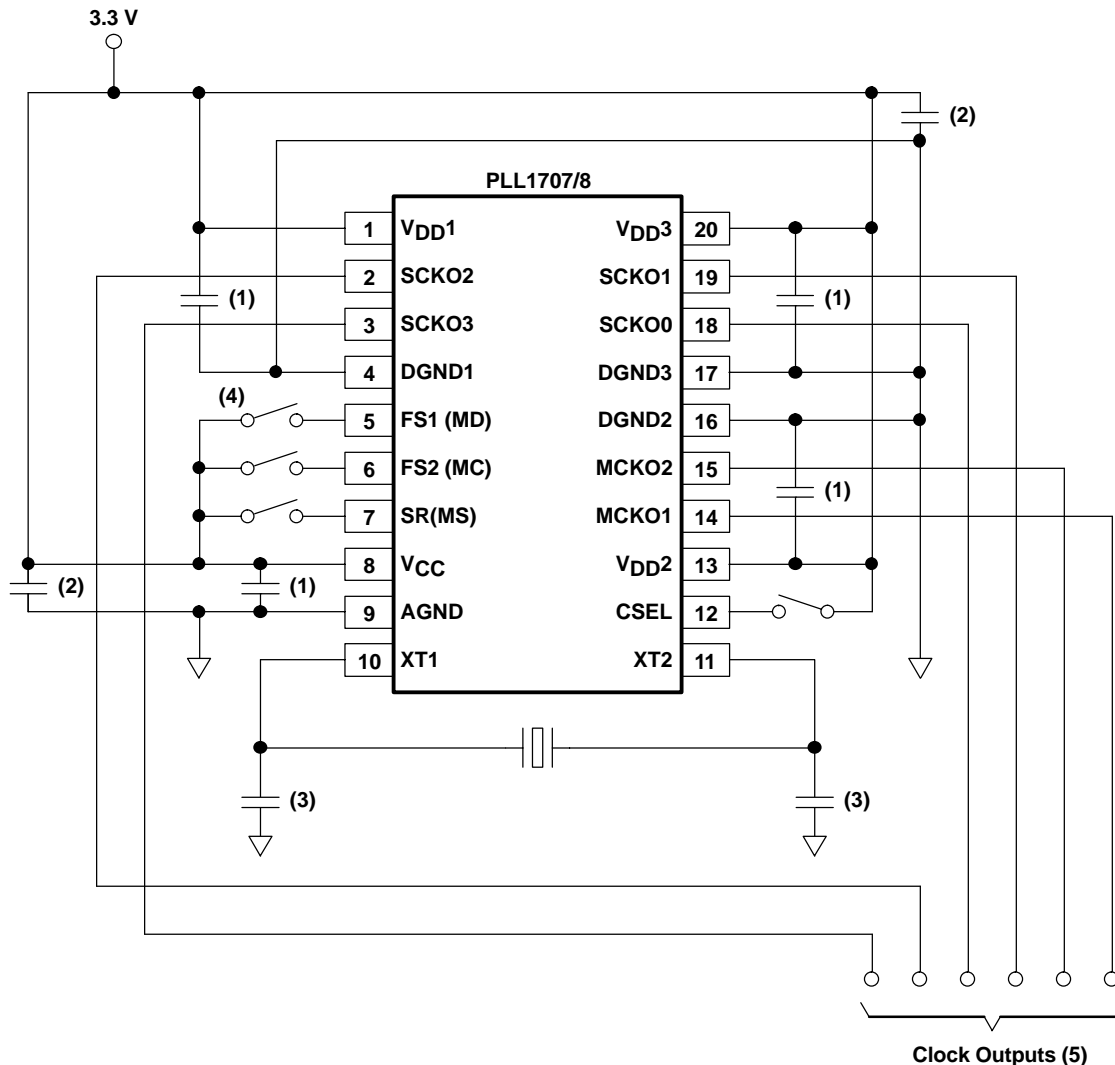 3.3 V
(2)
PLL1707/8
1 VDD1 VDD3 20
2 SCKO2 SCKO1 19
(1) (1)
3 SCKO3 SCKO0 18
4 DGND1 DGND3 17
(4)
5 FS1 (MD) DGND2 16
6 FS2 (MC) MCKO2 15
(1)
7 SR(MS) MCKO1 14
8 VCC VDD2 13
(2) (1)
9 AGND CSEL 12
10 XT1 XT2 11
(3) (3)
Clock Outputs (5)